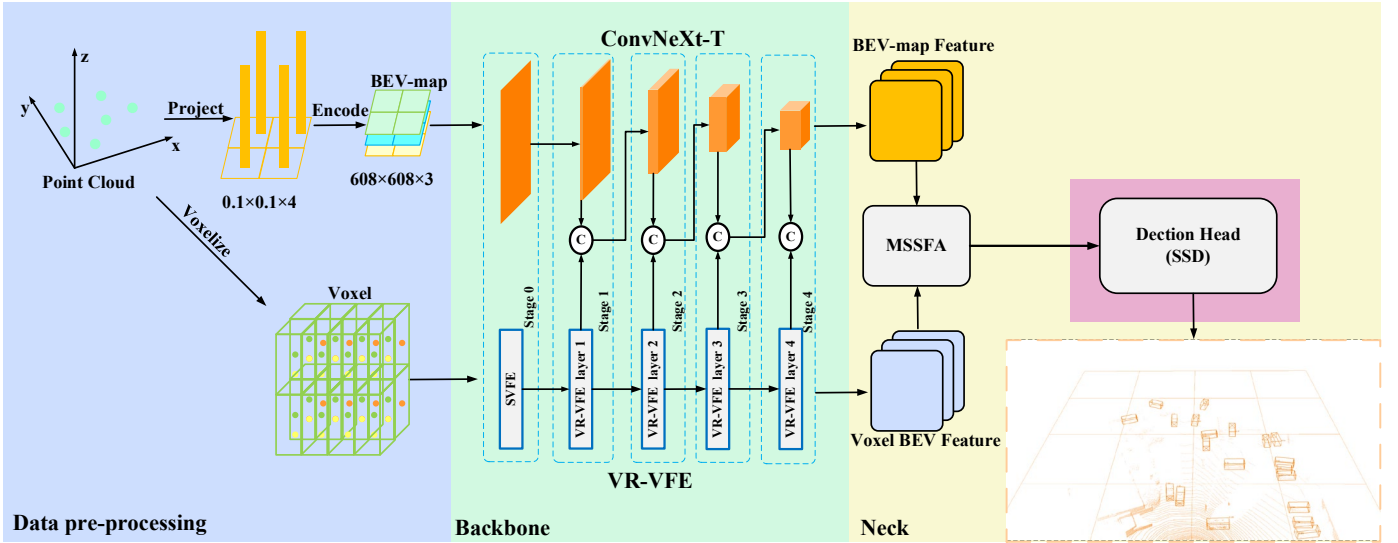 z
y
x
Point Cloud
Project
0.1×0.1×4
Encode
BEV-map
608×608×3
Voxelize
Voxel
Data pre-processing
ConvNeXt-T
C
C
C
C
Stage 0
Stage 1
Stage 2
Stage 3
Stage 4
SVFE
VR-VFE layer 1
VR-VFE layer 2
VR-VFE layer 3
VR-VFE layer 4
VR-VFE
Backbone
BEV-map Feature
MSSFA
Voxel BEV Feature
Dection Head
(SSD)
Neck